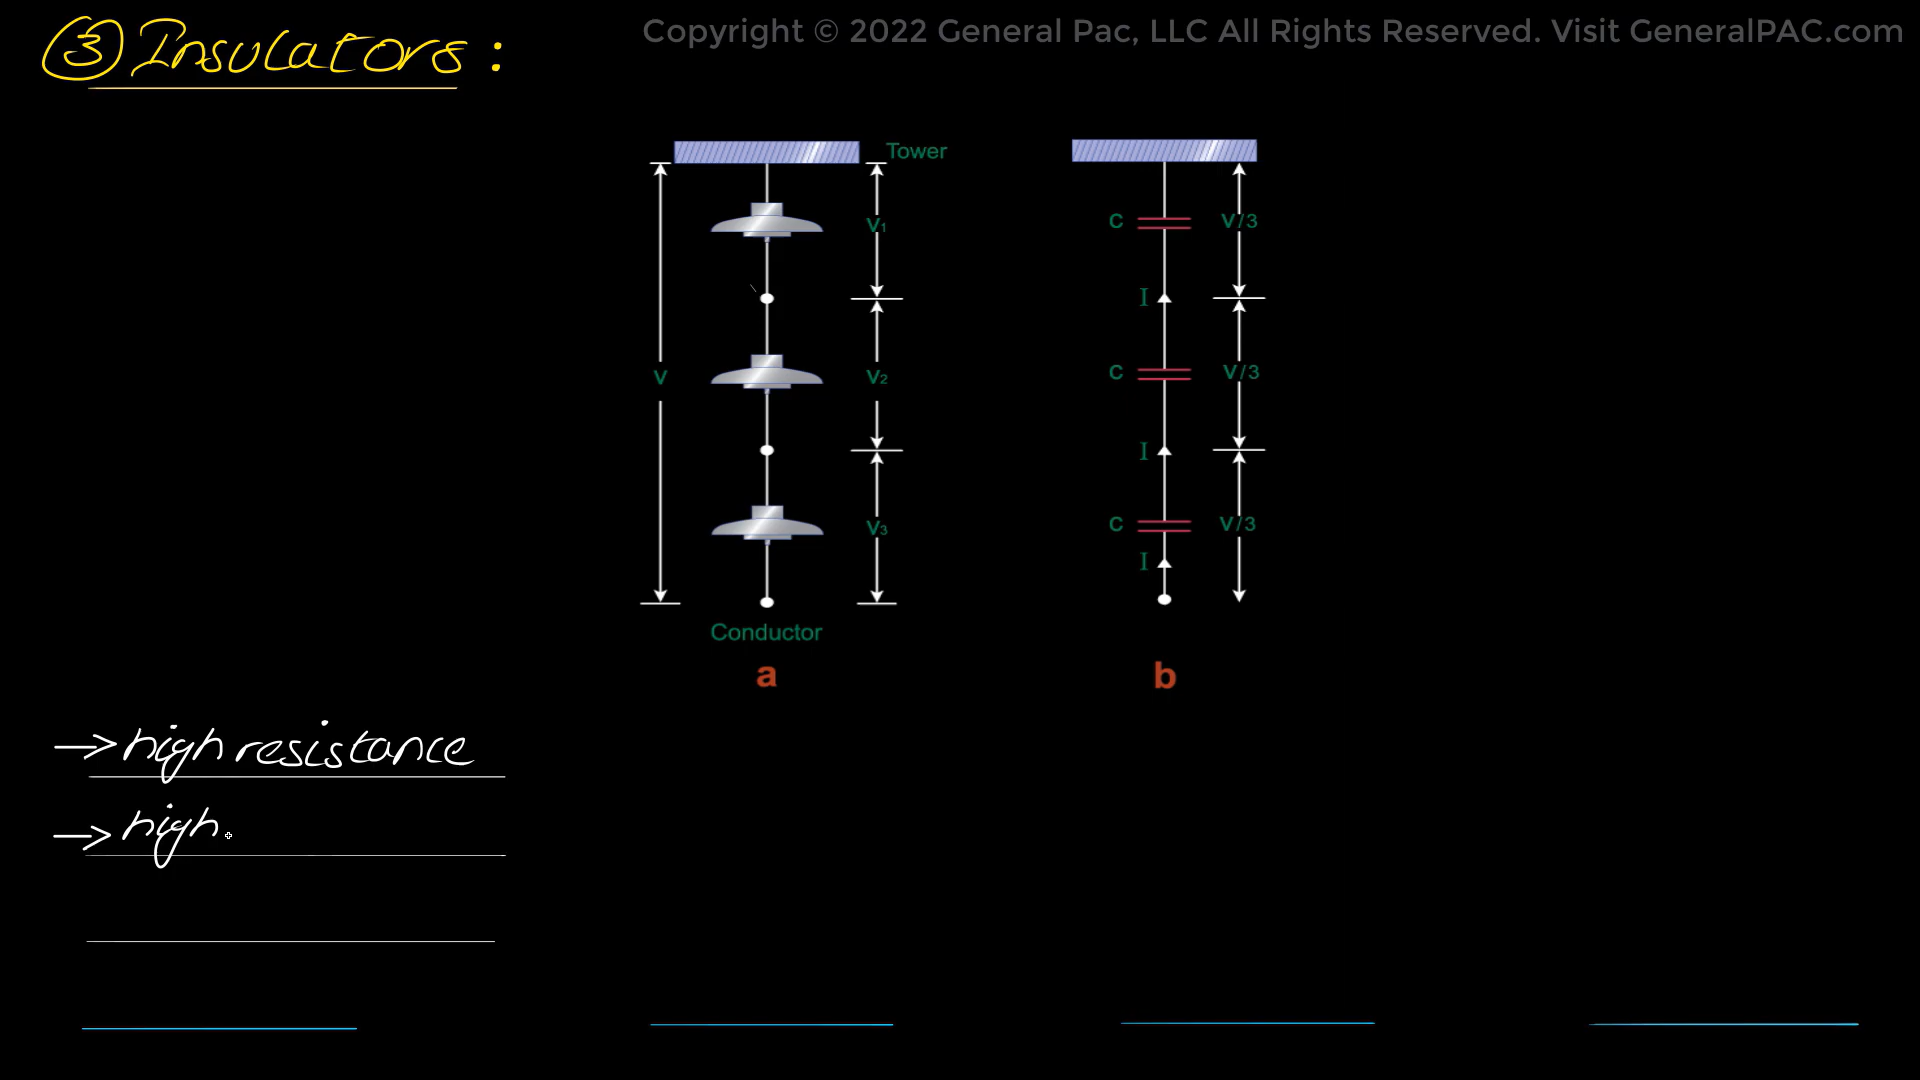 Copyright © 2022 General Pac, LLC All Rights Reserved. Visit GeneralPAC.com
③ Insulators:
Tower
V
V1
V2
V3
Conductor
a
C V/3
I
C V/3
I
C V/3
I
b
→ high resistance
→ high